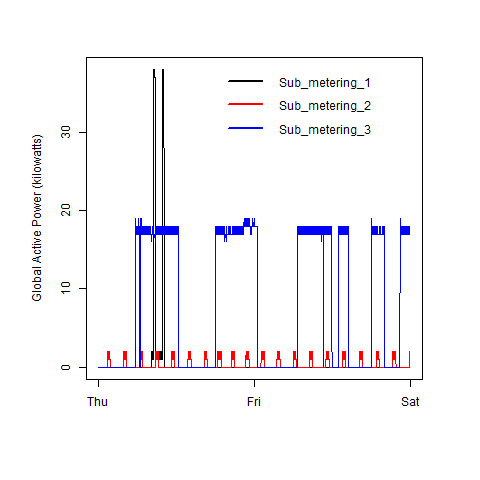 Sub_metering_1
Sub_metering_2
Sub_metering_3
Global Active Power (kilowatts)
30
20
10
0
Thu Fri Sat